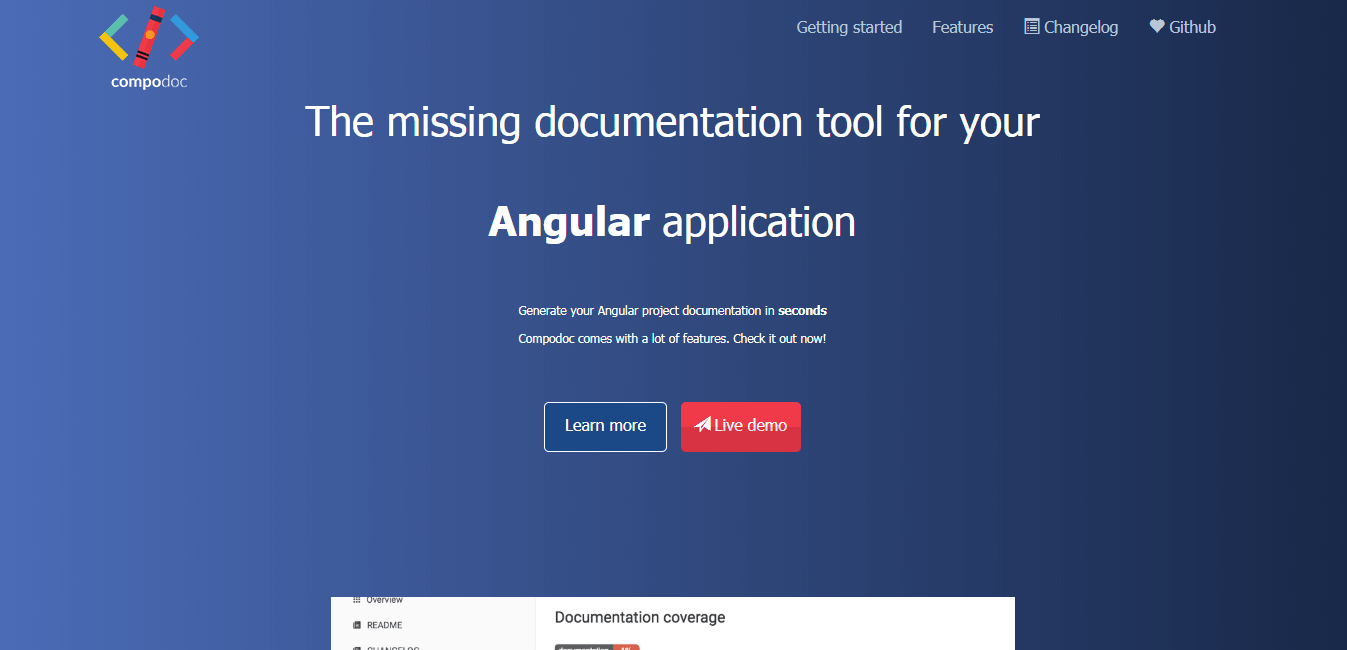 Getting started Features Changelog Github
compodoc
The missing documentation tool for your
Angular application
Generate your Angular project documentation in seconds
Compodoc comes with a lot of features. Check it out now!
Learn more Live demo
Overview
Documentation coverage
README
documentation
CHANGELOG